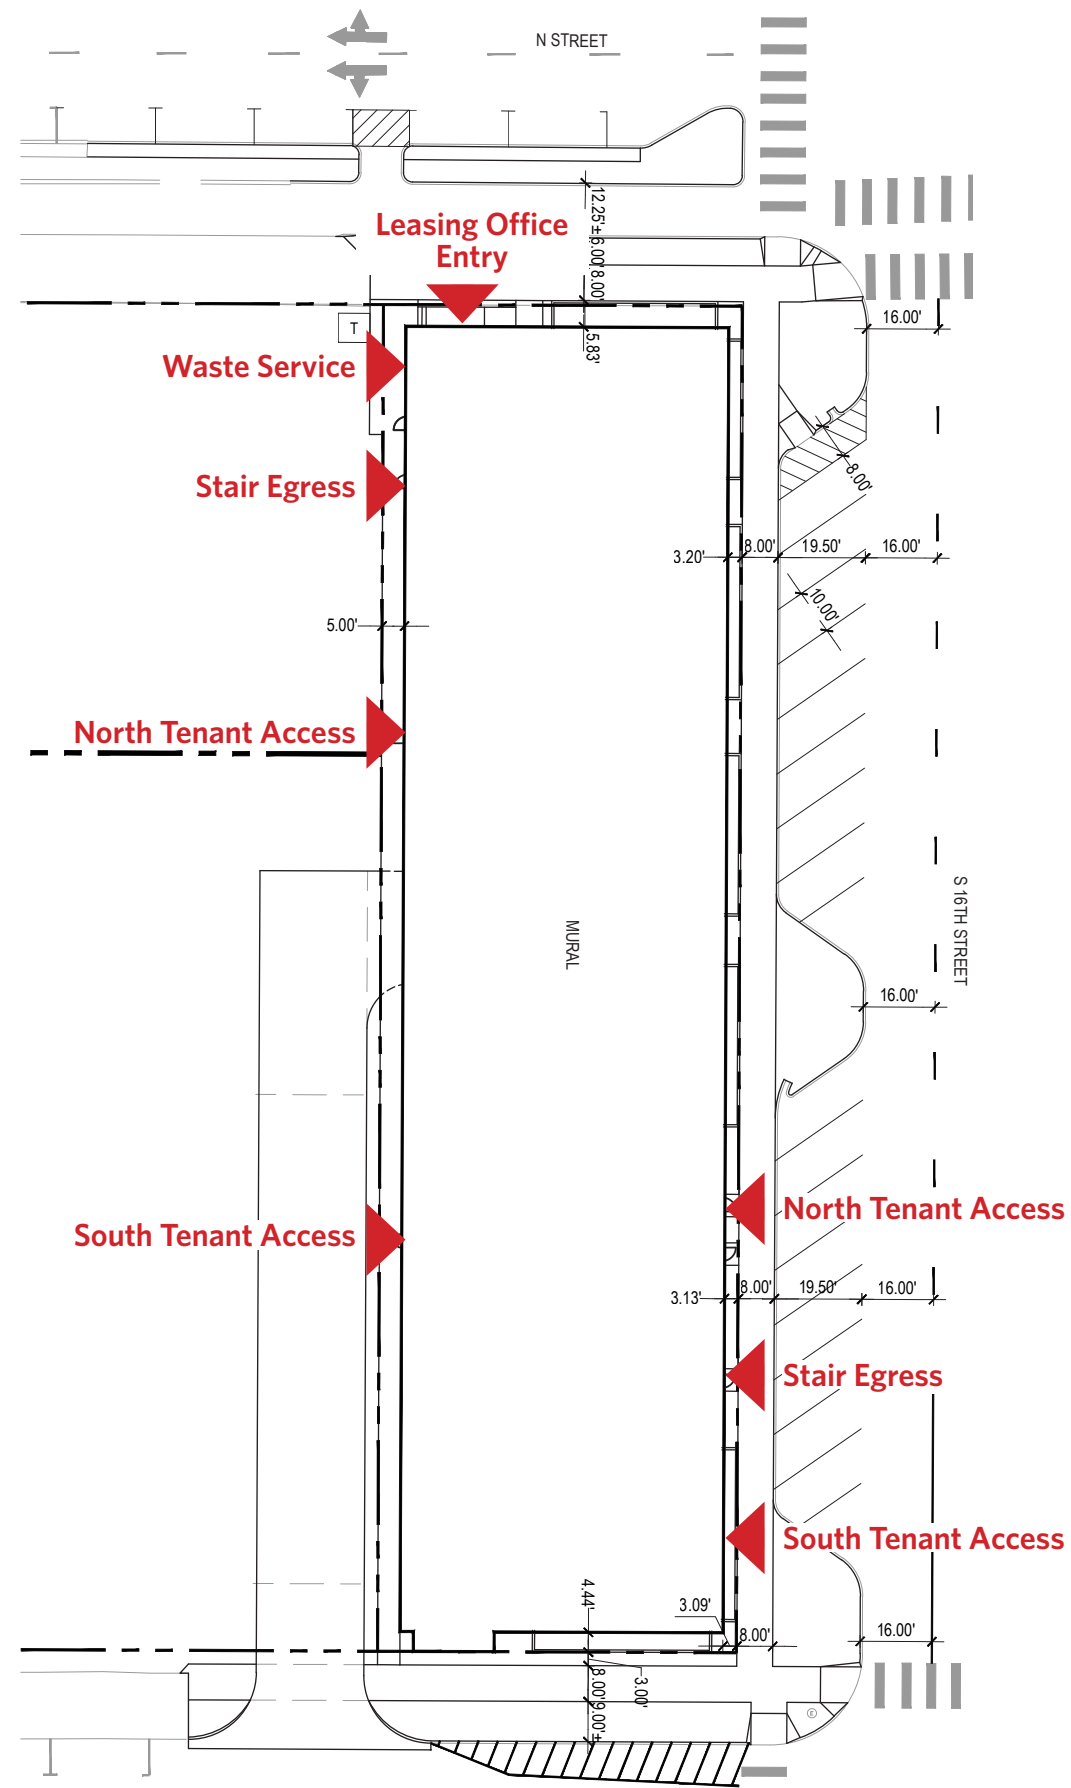 N STREET
12.25'± 6.00' 8.00'
Leasing Office
Entry
16.00'
T
5.83'
Waste Service
8.00'
Stair Egress
3.20'
8.00'
19.50'
16.00'
10.00'
5.00'
North Tenant Access
S 16TH STREET
MURAL
16.00'
North Tenant Access
South Tenant Access
3.13'
8.00'
19.50'
16.00'
Stair Egress
South Tenant Access
4.44'
3.09'
8.00'
16.00'
3.00'
8.00' 9.00'±